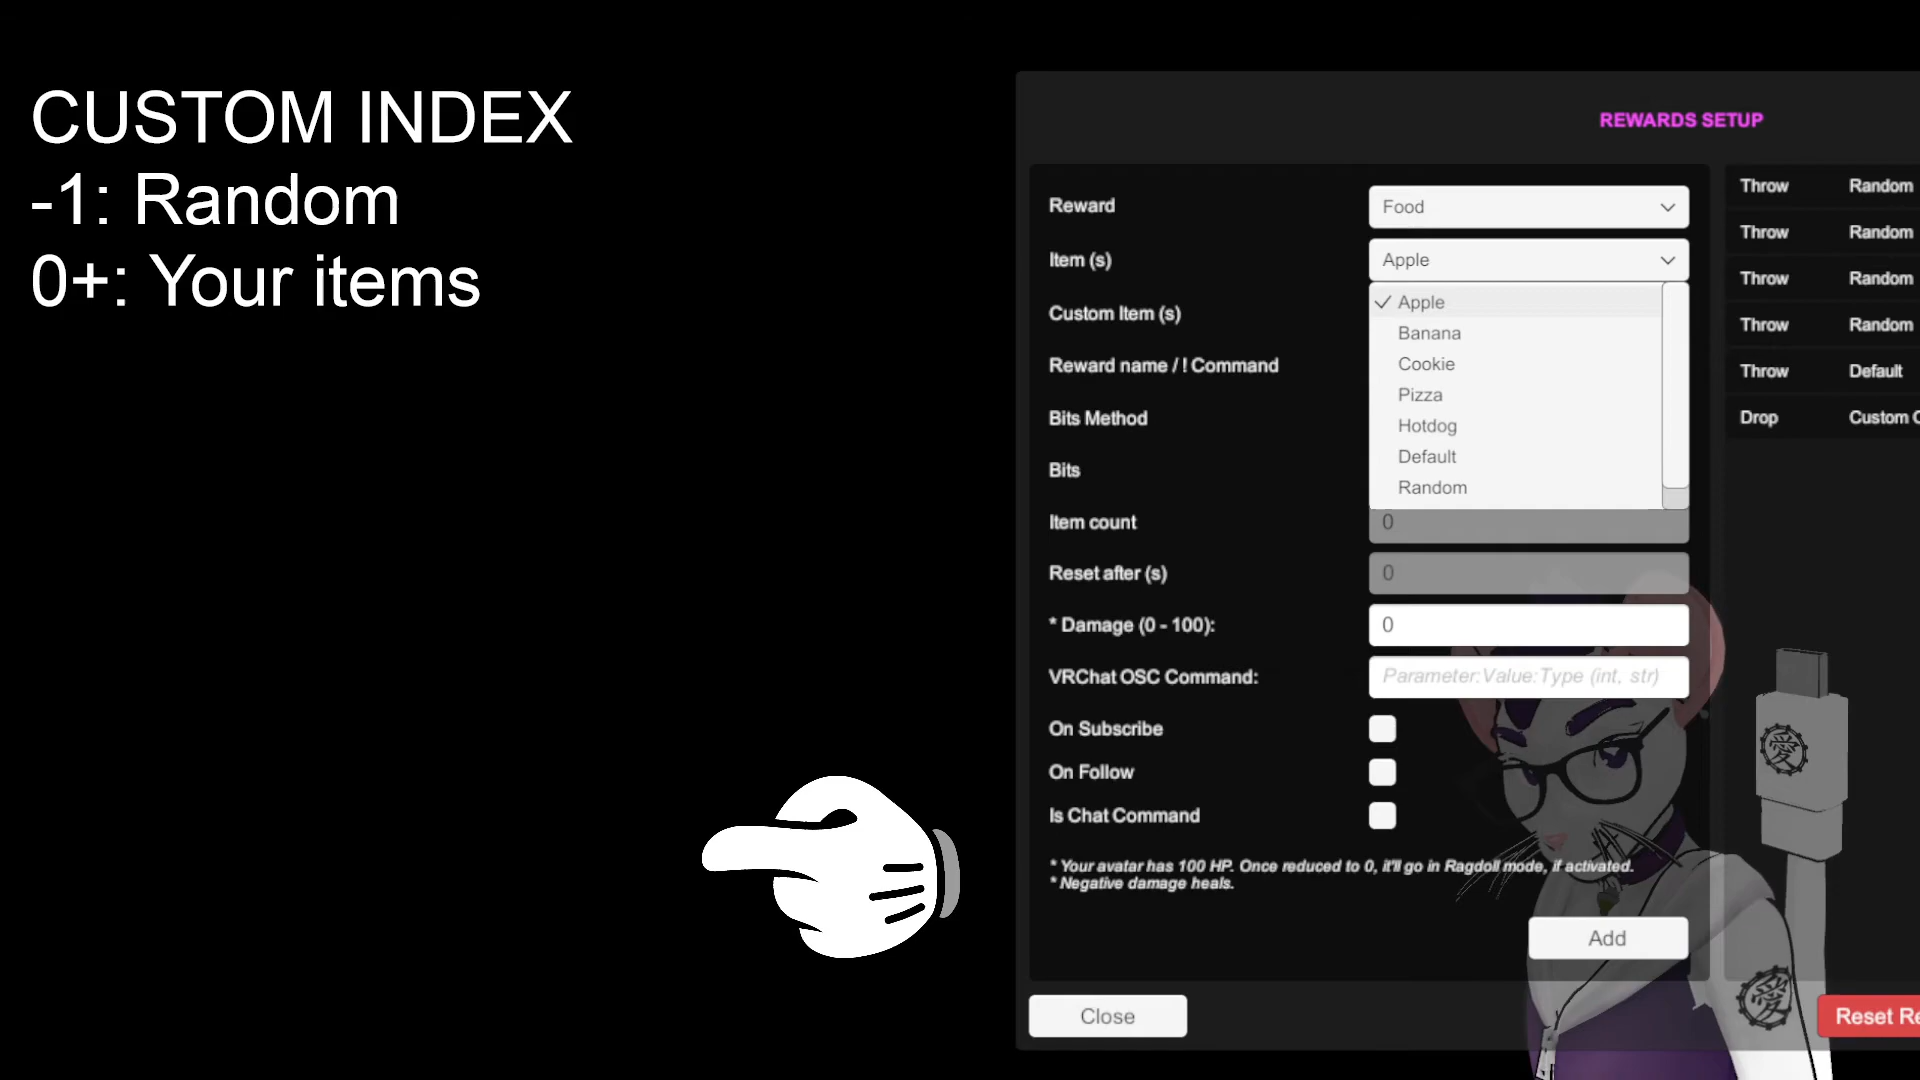 CUSTOM INDEX
-1: Random
0+: Your items
REWARDS SETUP
Reward
Food
Item (s)
Apple
Apple
Banana
Cookie
Pizza
Hotdog
Default
Random
Custom Item (s)
Reward name / ! Command
Bits Method
Bits
Item count
0
Reset after (s)
0
* Damage (0 - 100):
0
VRChat OSC Command:
Parameter:Value:Type (int, str)
On Subscribe
On Follow
Is Chat Command
* Your avatar has 100 HP. Once reduced to 0, it'll go in Ragdoll mode, if activated.
* Negative damage heals.
Add
Close
Throw Random
Throw Random
Throw Random
Throw Random
Throw Default
Drop Custom
Reset
愛
愛